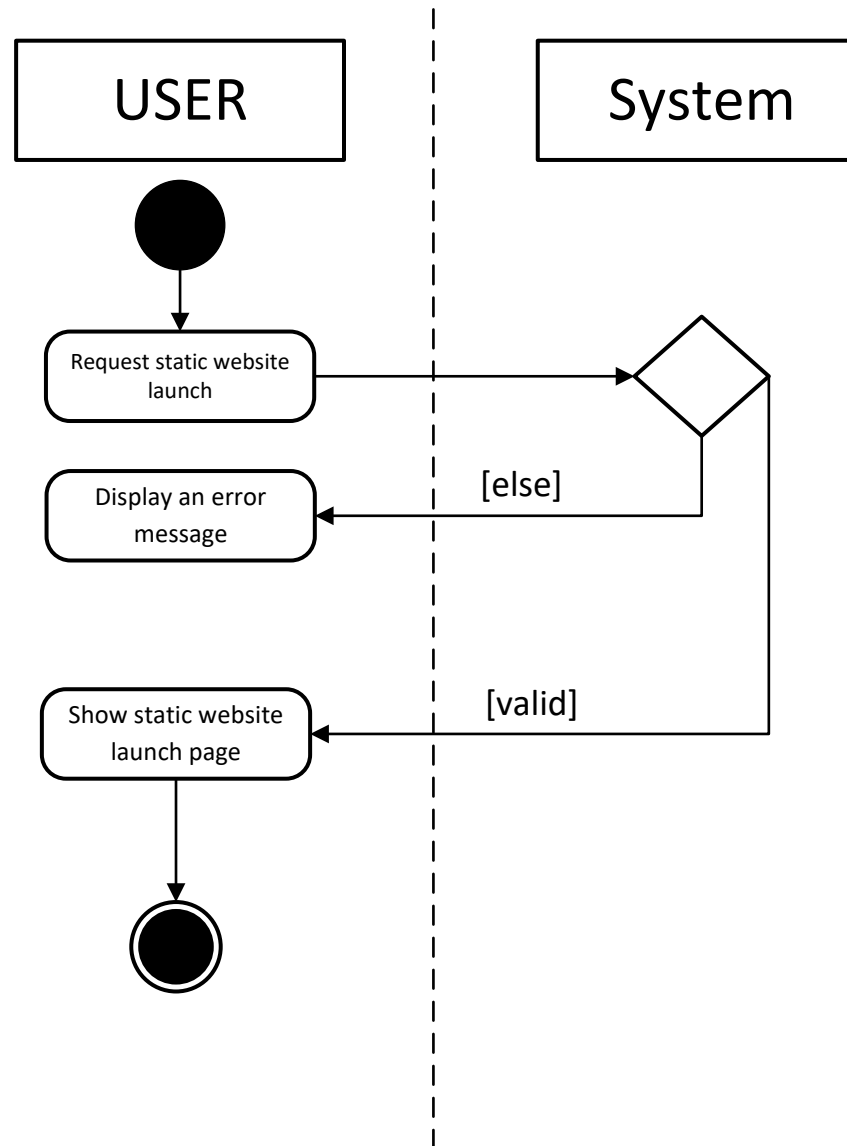 USER
System
Request static website
launch
[else]
Display an error
message
[valid]
Show static website
launch page